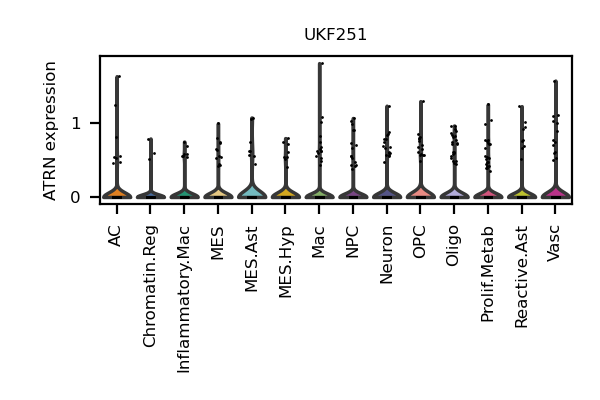 UKF251
ATRN expression
1
0
AC
Chromatin.Reg
Inflammatory.Mac
MES
MES.Ast
MES.Hyp
Mac
NPC
Neuron
OPC
Oligo
Prolif.Metab
Reactive.Ast
Vasc